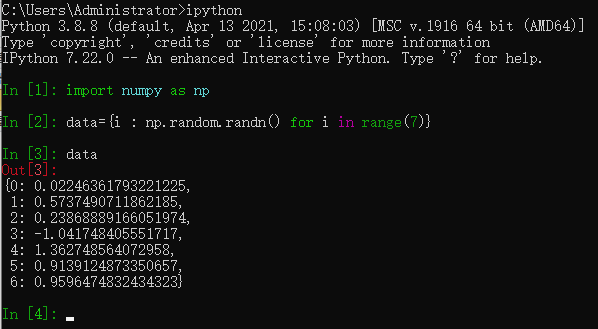 C:\Users\Administrator>ipython
Python 3.8.8 (default, Apr 13 2021, 15:08:03) [MSC v.1916 64 bit (AMD64)]
Type 'copyright', 'credits' or 'license' for more information
IPython 7.22.0 -- An enhanced Interactive Python. Type '?' for help.
In [1]: import numpy as np
In [2]: data={i : np.random.randn() for i in range(7)}
In [3]: data
Out[3]:
{0: 0.02246361793221225,
1: 0.5737490711862185,
2: 0.23868889166051974,
3: -1.041748405551717,
4: 1.362748564072958,
5: 0.9139124873350657,
6: 0.9596474832434323}
In [4]: